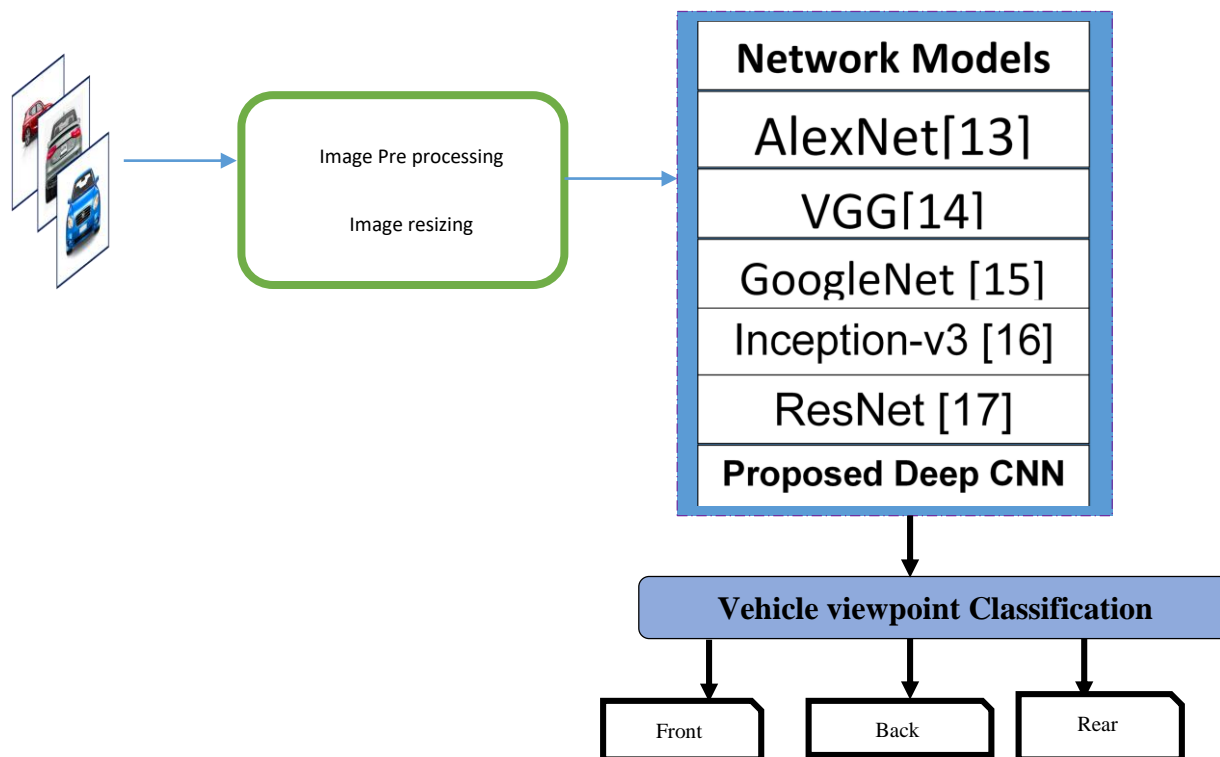 Image Pre processing
Image resizing
Network Models
AlexNet[13]
VGG[14]
GoogleNet [15]
Inception-v3 [16]
ResNet [17]
Proposed Deep CNN
Vehicle viewpoint Classification
Front
Back
Rear